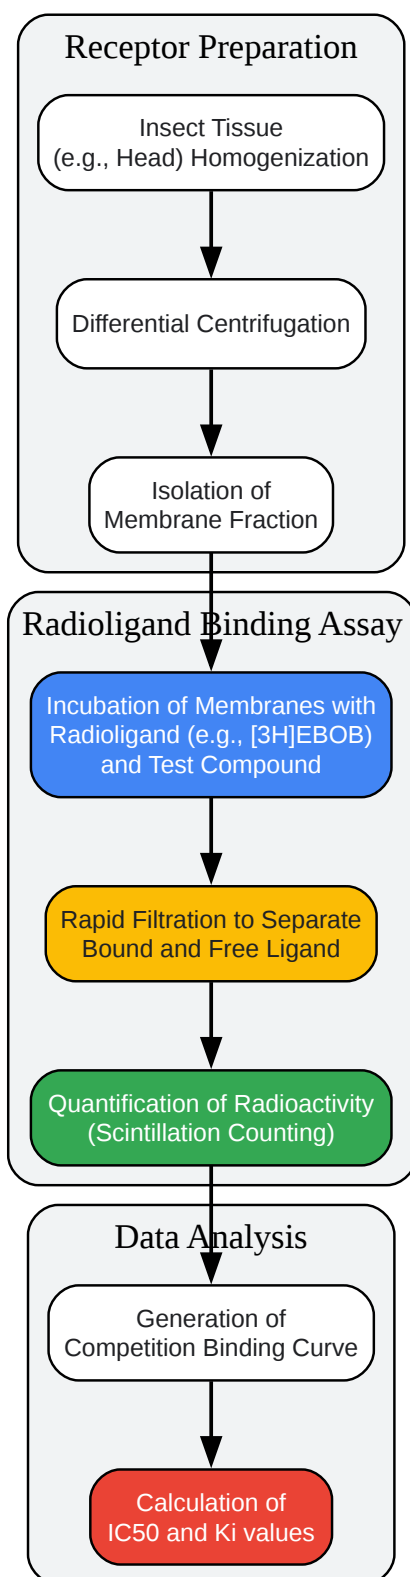 Receptor Preparation
Insect Tissue
(e.g., Head) Homogenization
Differential Centrifugation
Isolation of
Membrane Fraction
Radioligand Binding Assay
Incubation of Membranes with
Radioligand (e.g., [3H]EBOB)
and Test Compound
Rapid Filtration to Separate
Bound and Free Ligand
Quantification of Radioactivity
(Scintillation Counting)
Data Analysis
Generation of
Competition Binding Curve
Calculation of
IC50 and Ki values